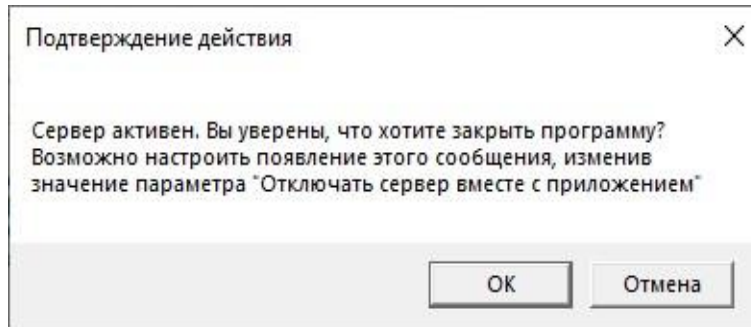 Подтверждение действия
Сервер активен. Вы уверены, что хотите закрыть программу?
Возможно настроить появление этого сообщения, изменив
значение параметра "Отключать сервер вместе с приложением"
ОК
Отмена